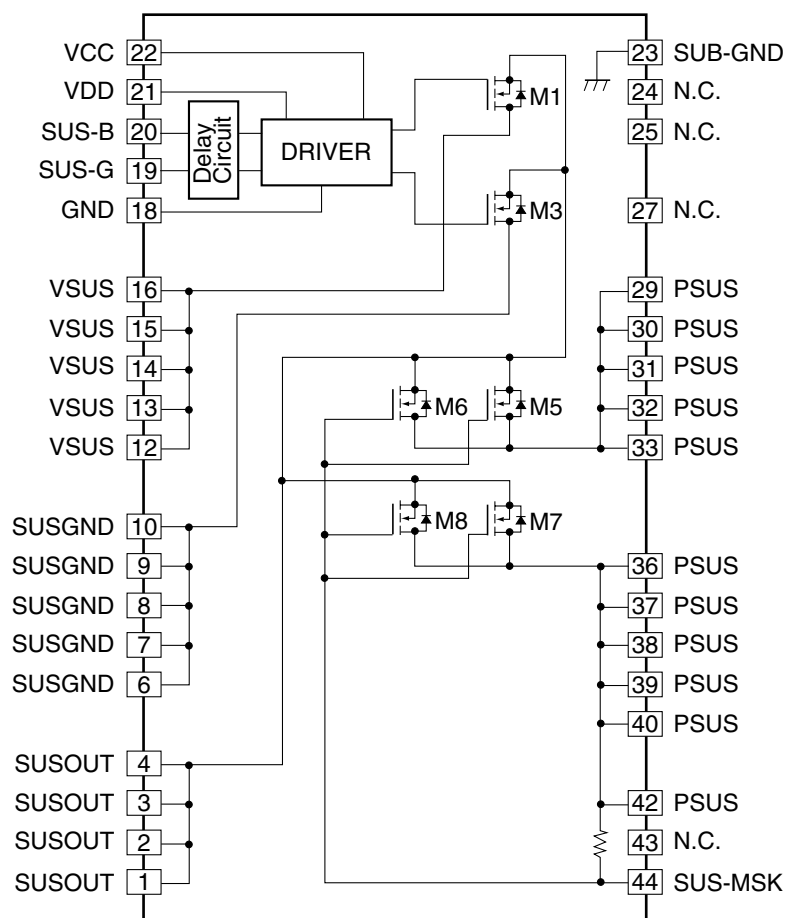 VCC 22
VDD 21
SUS-B 20
SUS-G 19
GND 18
VSUS 16
VSUS 15
VSUS 14
VSUS 13
VSUS 12
SUSGND 10
SUSGND 9
SUSGND 8
SUSGND 7
SUSGND 6
SUSOUT 4
SUSOUT 3
SUSOUT 2
SUSOUT 1
Delay
Circuit
DRIVER
M1
M3
M6
M5
M8
M7
23 SUB-GND
24 N.C.
25 N.C.
27 N.C.
29 PSUS
30 PSUS
31 PSUS
32 PSUS
33 PSUS
36 PSUS
37 PSUS
38 PSUS
39 PSUS
40 PSUS
42 PSUS
43 N.C.
44 SUS-MSK